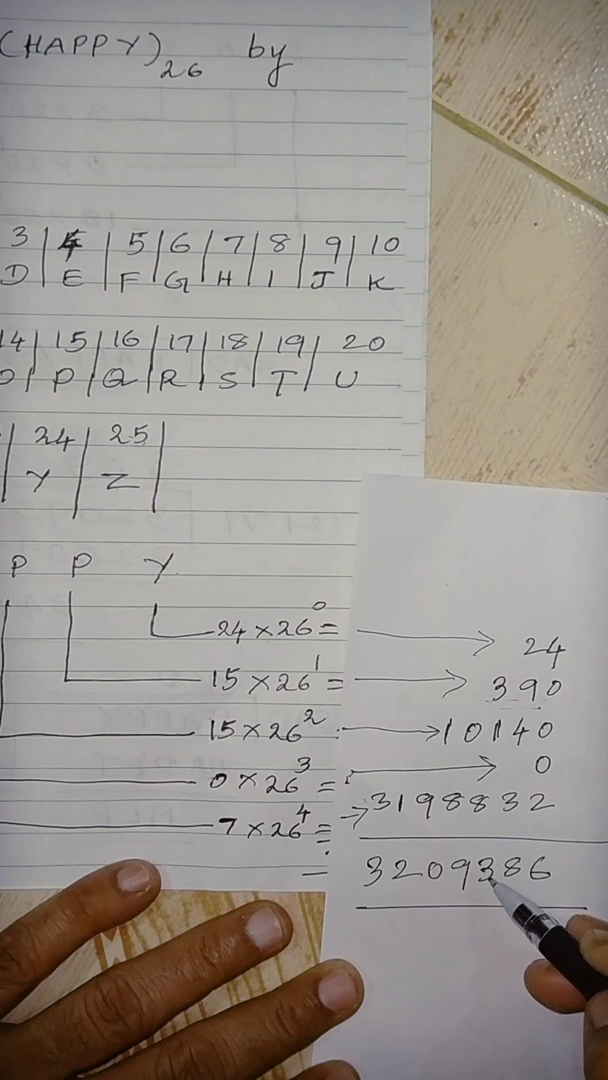 (HAPPY)26 by
3 | 4 | 5 | 6 | 7 | 8 | 9 | 10
D | E | F | G | H | I | J | K
14 | 15 | 16 | 17 | 18 | 19 | 20
O | P | Q | R | S | T | U
24 | 25
Y | Z
P P Y
24 × 26⁰ = → 24
15 × 26¹ = → 390
15 × 26² : → 10140
0 × 26³ = → 0
7 × 26⁴ = → 3198832
= 3209386